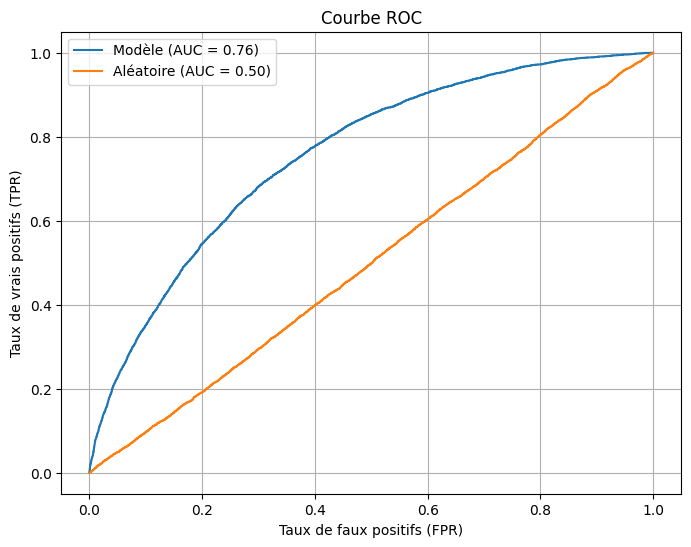 Courbe ROC
Modèle (AUC = 0.76)
Aléatoire (AUC = 0.50)
Taux de vrais positifs (TPR)
1.0
0.8
0.6
0.4
0.2
0.0
0.0 0.2 0.4 0.6 0.8 1.0
Taux de faux positifs (FPR)